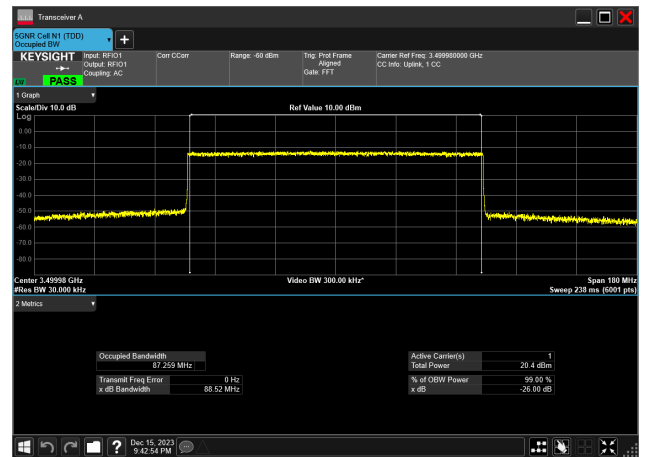 Transceiver A
5GNR Cell N1 (TDD)
Occupied BW
KEYSIGHT
LXI
PASS
Input: RFIO1
Output: RFIO1
Coupling: AC
Corr CCorr
Range: -60 dBm
Trig: Prot Frame
Aligned
Gate: FFT
Carrier Ref Freq: 3.499980000 GHz
CC Info: Uplink, 1 CC
1 Graph
Scale/Div 10.0 dB
Ref Value 10.00 dBm
Log
0.00
-10.0
-20.0
-30.0
-40.0
-50.0
-60.0
-70.0
-80.0
Center 3.49998 GHz
Video BW 300.00 kHz*
Span 180 MHz
#Res BW 30.000 kHz
Sweep 238 ms (6001 pts)
2 Metrics
Occupied Bandwidth
87.259 MHz
Active Carrier(s) 1
Total Power 20.4 dBm
Transmit Freq Error 0 Hz
x dB Bandwidth 88.52 MHz
% of OBW Power 99.00 %
x dB -26.00 dB
Dec 15, 2023
9:42:54 PM